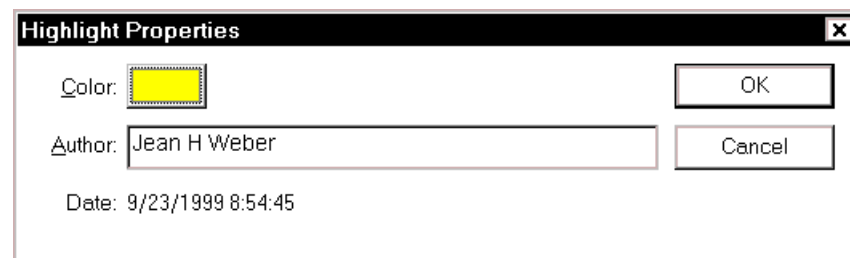 Highlight Properties
Color:
OK
Author: Jean H Weber
Cancel
Date: 9/23/1999 8:54:45